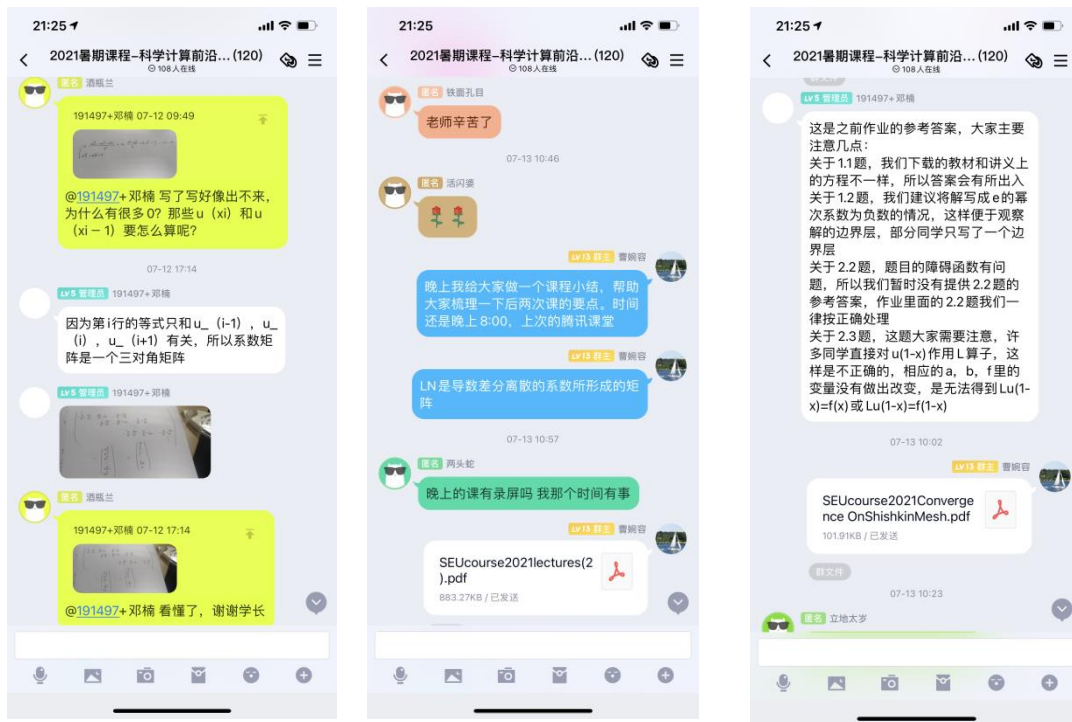 21:25
2021暑期课程–科学计算前沿...(120)
108人在线
匿名 酒瓶兰
191497+邓楠 07-12 09:49
@191497+邓楠 写了写好像出不来,
为什么有很多0？那些u（xi）和u
（xi－1）要怎么算呢？
07-12 17:14
LV5 管理员 191497+邓楠
因为第i行的等式只和u_（i-1），u_
（i），u_（i+1）有关，所以系数矩
阵是一个三对角矩阵
LV5 管理员 191497+邓楠
匿名 酒瓶兰
191497+邓楠 07-12 17:14
@191497+邓楠 看懂了，谢谢学长
21:25
2021暑期课程–科学计算前沿...(120)
108人在线
匿名 铁面孔目
老师辛苦了
07-13 10:46
匿名 活闪婆
LV13 群主 曹婉容
晚上我给大家做一个课程小结，帮助
大家梳理一下后两次课的要点。时间
还是晚上8:00，上次的腾讯课堂
LV13 群主 曹婉容
LN是导数差分离散的系数所形成的矩
阵
07-13 10:57
匿名 两头蛇
晚上的课有录屏吗 我那个时间有事
LV13 群主 曹婉容
SEUcourse2021lectures(2
).pdf
883.27KB / 已发送
21:25
2021暑期课程–科学计算前沿...(120)
108人在线
LV5 管理员 191497+邓楠
这是之前作业的参考答案，大家主要
注意几点：
关于1.1题，我们下载的教材和讲义上
的方程不一样，所以答案会有所出入
关于1.2题，我们建议将解写成e的幂
次系数为负数的情况，这样便于观察
解的边界层，部分同学只写了一个边
界层
关于2.2题，题目的障碍函数有问
题，所以我们暂时没有提供2.2题的
参考答案，作业里面的2.2题我们一
律按正确处理
关于2.3题，这题大家需要注意，许
多同学直接对u(1-x)作用L算子，这
样是不正确的，相应的a，b，f里的
变量没有做出改变，是无法得到Lu(1-
x)=f(x)或Lu(1-x)=f(1-x)
07-13 10:02
LV13 群主 曹婉容
SEUcourse2021Converge
nce OnShishkinMesh.pdf
101.91KB / 已发送
群文件
07-13 10:23
匿名 立地太岁